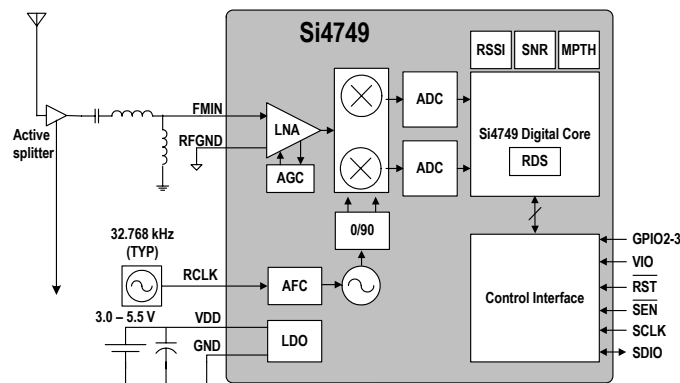 Si4749
RSSI
SNR
MPTH
Active
splitter
FMIN
RFGND
LNA
AGC
ADC
ADC
Si4749 Digital Core
RDS
0/90
32.768 kHz
(TYP)
RCLK
AFC
3.0 – 5.5 V
VDD
GND
LDO
Control Interface
GPIO2-3
VIO
RST
SEN
SCLK
SDIO